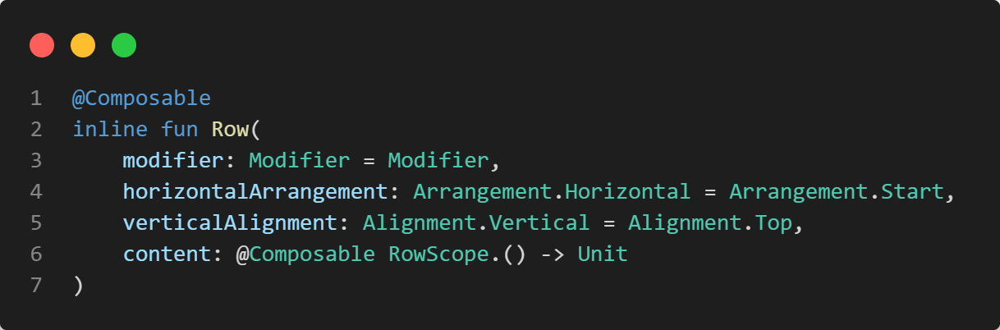 1 @Composable
2 inline fun Row(
3     modifier: Modifier = Modifier,
4     horizontalArrangement: Arrangement.Horizontal = Arrangement.Start,
5     verticalAlignment: Alignment.Vertical = Alignment.Top,
6     content: @Composable RowScope.() -> Unit
7 )